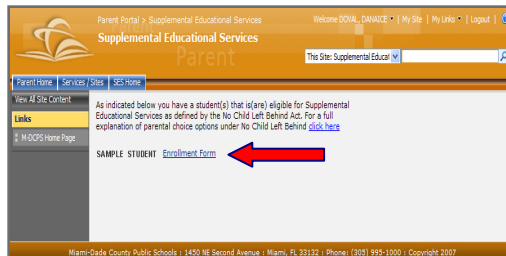 Parent Portal > Supplemental Educational Services
Welcome DOVAL, DANAICE | My Site | My Links | Logout |
Supplemental Educational Services
Parent
This Site: Supplemental Educat
Parent Home Services / Sites SES Home
View All Site Content
Links
M-DCPS Home Page
As indicated below you have a student(s) that is(are) eligible for Supplemental
Educational Services as defined by the No Child Left Behind Act. For a full
explanation of parental choice options under No Child Left Behind click here
SAMPLE STUDENT Enrollment Form
Miami-Dade County Public Schools : 1450 NE Second Avenue : Miami, FL 33132 : Phone: (305) 995-1000 : Copyright 2007